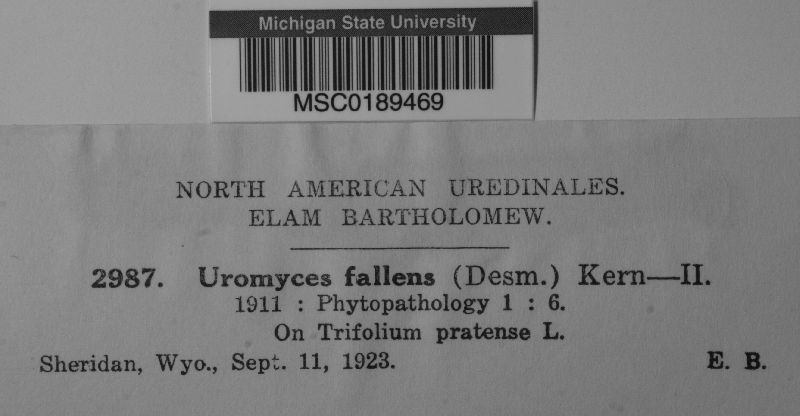 Michigan State University
MSC0189469
NORTH AMERICAN UREDINALES.
ELAM BARTHOLOMEW.
2987. Uromyces fallens (Desm.) Kern—II.
1911 : Phytopathology 1 : 6.
On Trifolium pratense L.
Sheridan, Wyo., Sept. 11, 1923. E. B.